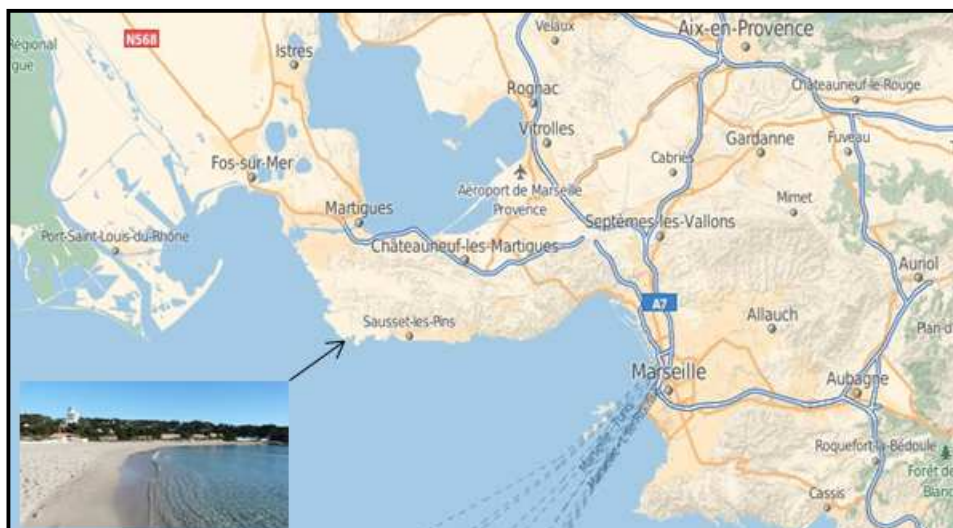 Velaux
Aix-en-Provence
Régional
N568
Istres
Rognac
Châteauneuf-le-Rouge
Vitrolles
Gardanne
Fuveau
Fos-sur-Mer
Cabriès
Aéroport de Marseille
Provence
Mimet
Martigues
Septèmes-les-Vallons
Port-Saint-Louis-du-Rhône
Châteauneuf-les-Martigues
Auriol
A7
Allauch
Sausset-les-Pins
Plan-d'
Marseille
Aubagne
Roquefort-la-Bédoule
Forêt de
Cassis